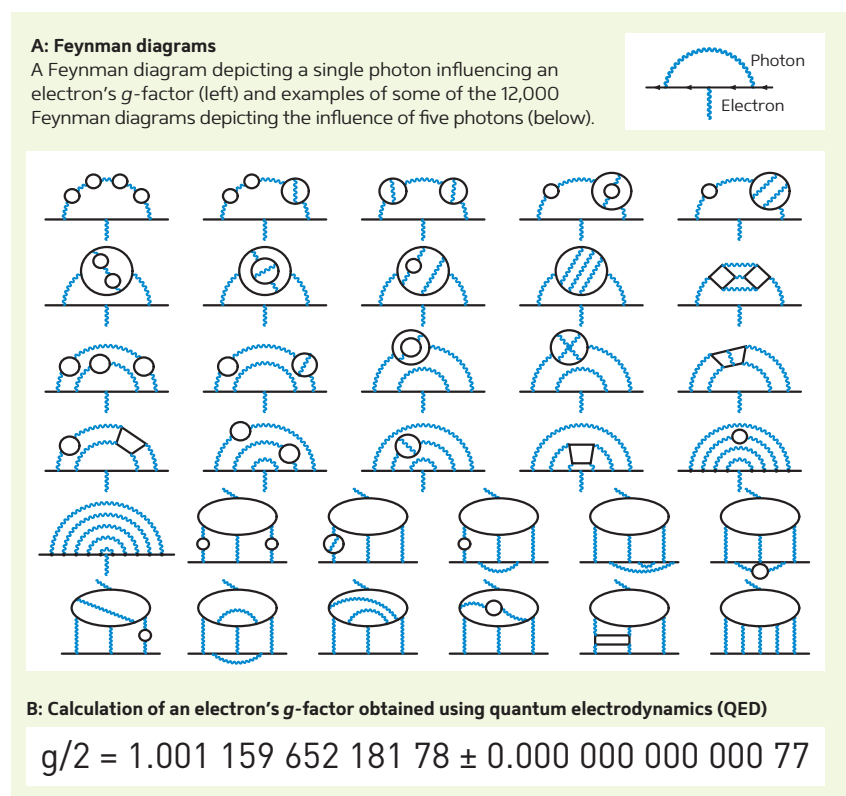 A: Feynman diagrams
A Feynman diagram depicting a single photon influencing an
electron's g-factor (left) and examples of some of the 12,000
Feynman diagrams depicting the influence of five photons (below).
Photon
Electron
B: Calculation of an electron's g-factor obtained using quantum electrodynamics (QED)
g/2 = 1.001 159 652 181 78 ± 0.000 000 000 000 77